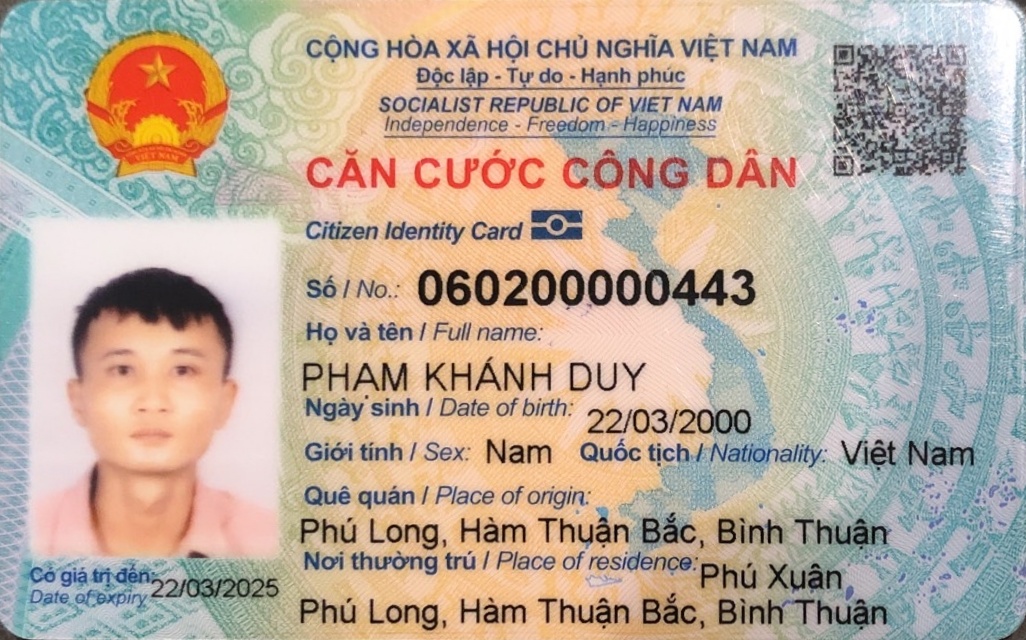 CỘNG HÒA XÃ HỘI CHỦ NGHĨA VIỆT NAM
Độc lập - Tự do - Hạnh phúc
SOCIALIST REPUBLIC OF VIET NAM
Independence - Freedom - Happiness
CĂN CƯỚC CÔNG DÂN
Citizen Identity Card
Số / No.: 060200000443
Họ và tên / Full name:
PHẠM KHÁNH DUY
Ngày sinh / Date of birth: 22/03/2000
Giới tính / Sex: Nam Quốc tịch / Nationality: Việt Nam
Quê quán / Place of origin:
Phú Long, Hàm Thuận Bắc, Bình Thuận
Nơi thường trú / Place of residence: Phú Xuân
Phú Long, Hàm Thuận Bắc, Bình Thuận
Có giá trị đến: 22/03/2025
Date of expiry
VIỆT NAM